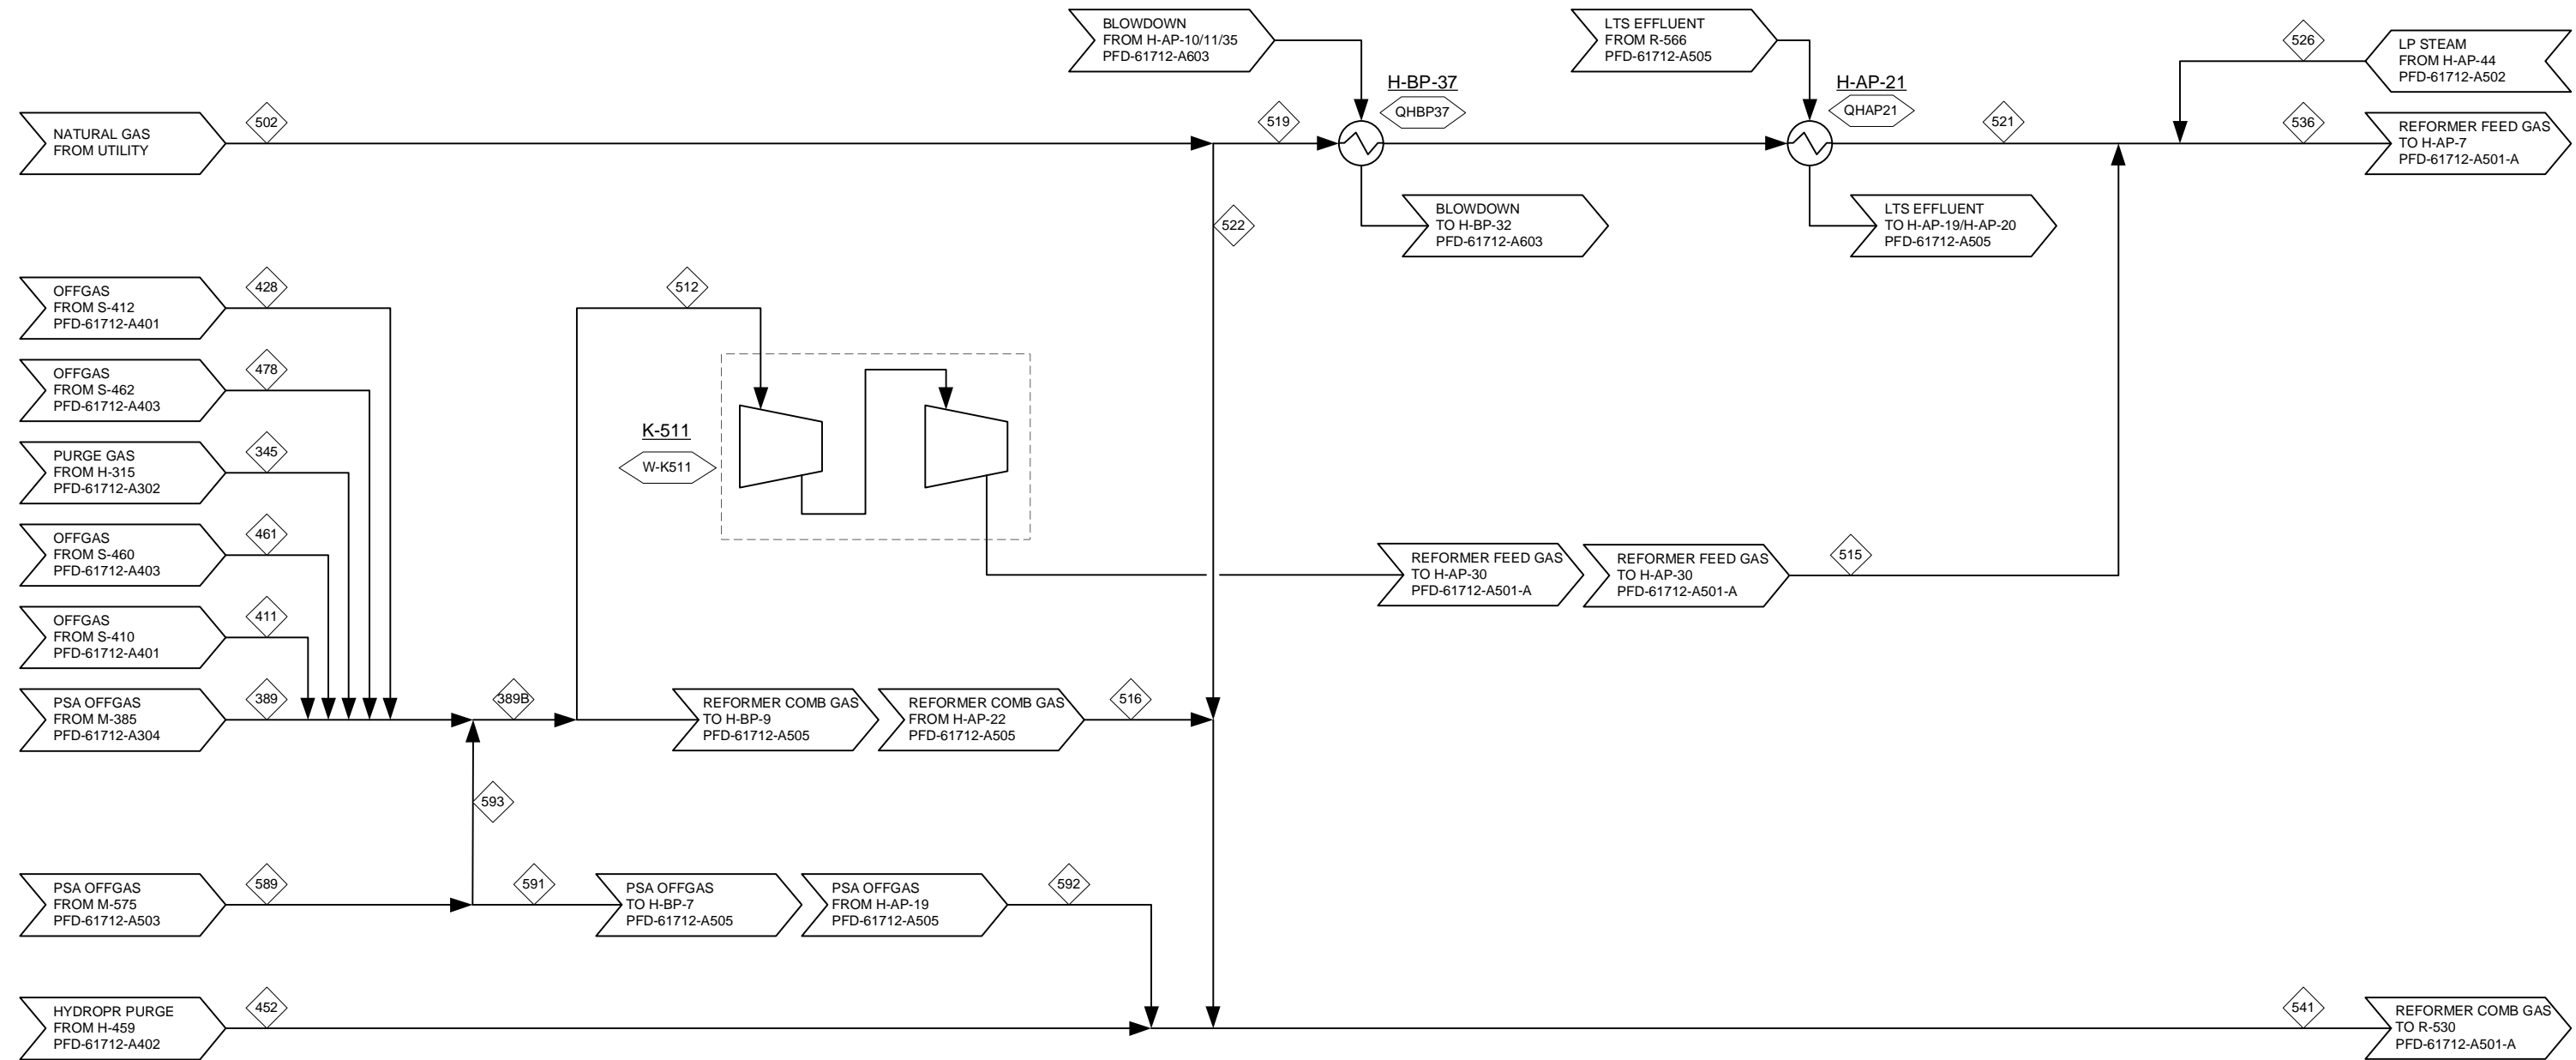 BLOWDOWN
FROM H-AP-10/11/35
PFD-61712-A603
LTS EFFLUENT
FROM R-566
PFD-61712-A505
526
LP STEAM
FROM H-AP-44
PFD-61712-A502
H-BP-37
QHBP37
H-AP-21
QHAP21
NATURAL GAS
FROM UTILITY
502
519
521
536
REFORMER FEED GAS
TO H-AP-7
PFD-61712-A501-A
522
BLOWDOWN
TO H-BP-32
PFD-61712-A603
LTS EFFLUENT
TO H-AP-19/H-AP-20
PFD-61712-A505
OFFGAS
FROM S-412
PFD-61712-A401
428
512
OFFGAS
FROM S-462
PFD-61712-A403
478
K-511
W-K511
PURGE GAS
FROM H-315
PFD-61712-A302
345
OFFGAS
FROM S-460
PFD-61712-A403
461
REFORMER FEED GAS
TO H-AP-30
PFD-61712-A501-A
REFORMER FEED GAS
TO H-AP-30
PFD-61712-A501-A
515
OFFGAS
FROM S-410
PFD-61712-A401
411
PSA OFFGAS
FROM M-385
PFD-61712-A304
389
389B
REFORMER COMB GAS
TO H-BP-9
PFD-61712-A505
REFORMER COMB GAS
FROM H-AP-22
PFD-61712-A505
516
593
PSA OFFGAS
FROM M-575
PFD-61712-A503
589
591
PSA OFFGAS
TO H-BP-7
PFD-61712-A505
PSA OFFGAS
FROM H-AP-19
PFD-61712-A505
592
HYDROPR PURGE
FROM H-459
PFD-61712-A402
452
541
REFORMER COMB GAS
TO R-530
PFD-61712-A501-A